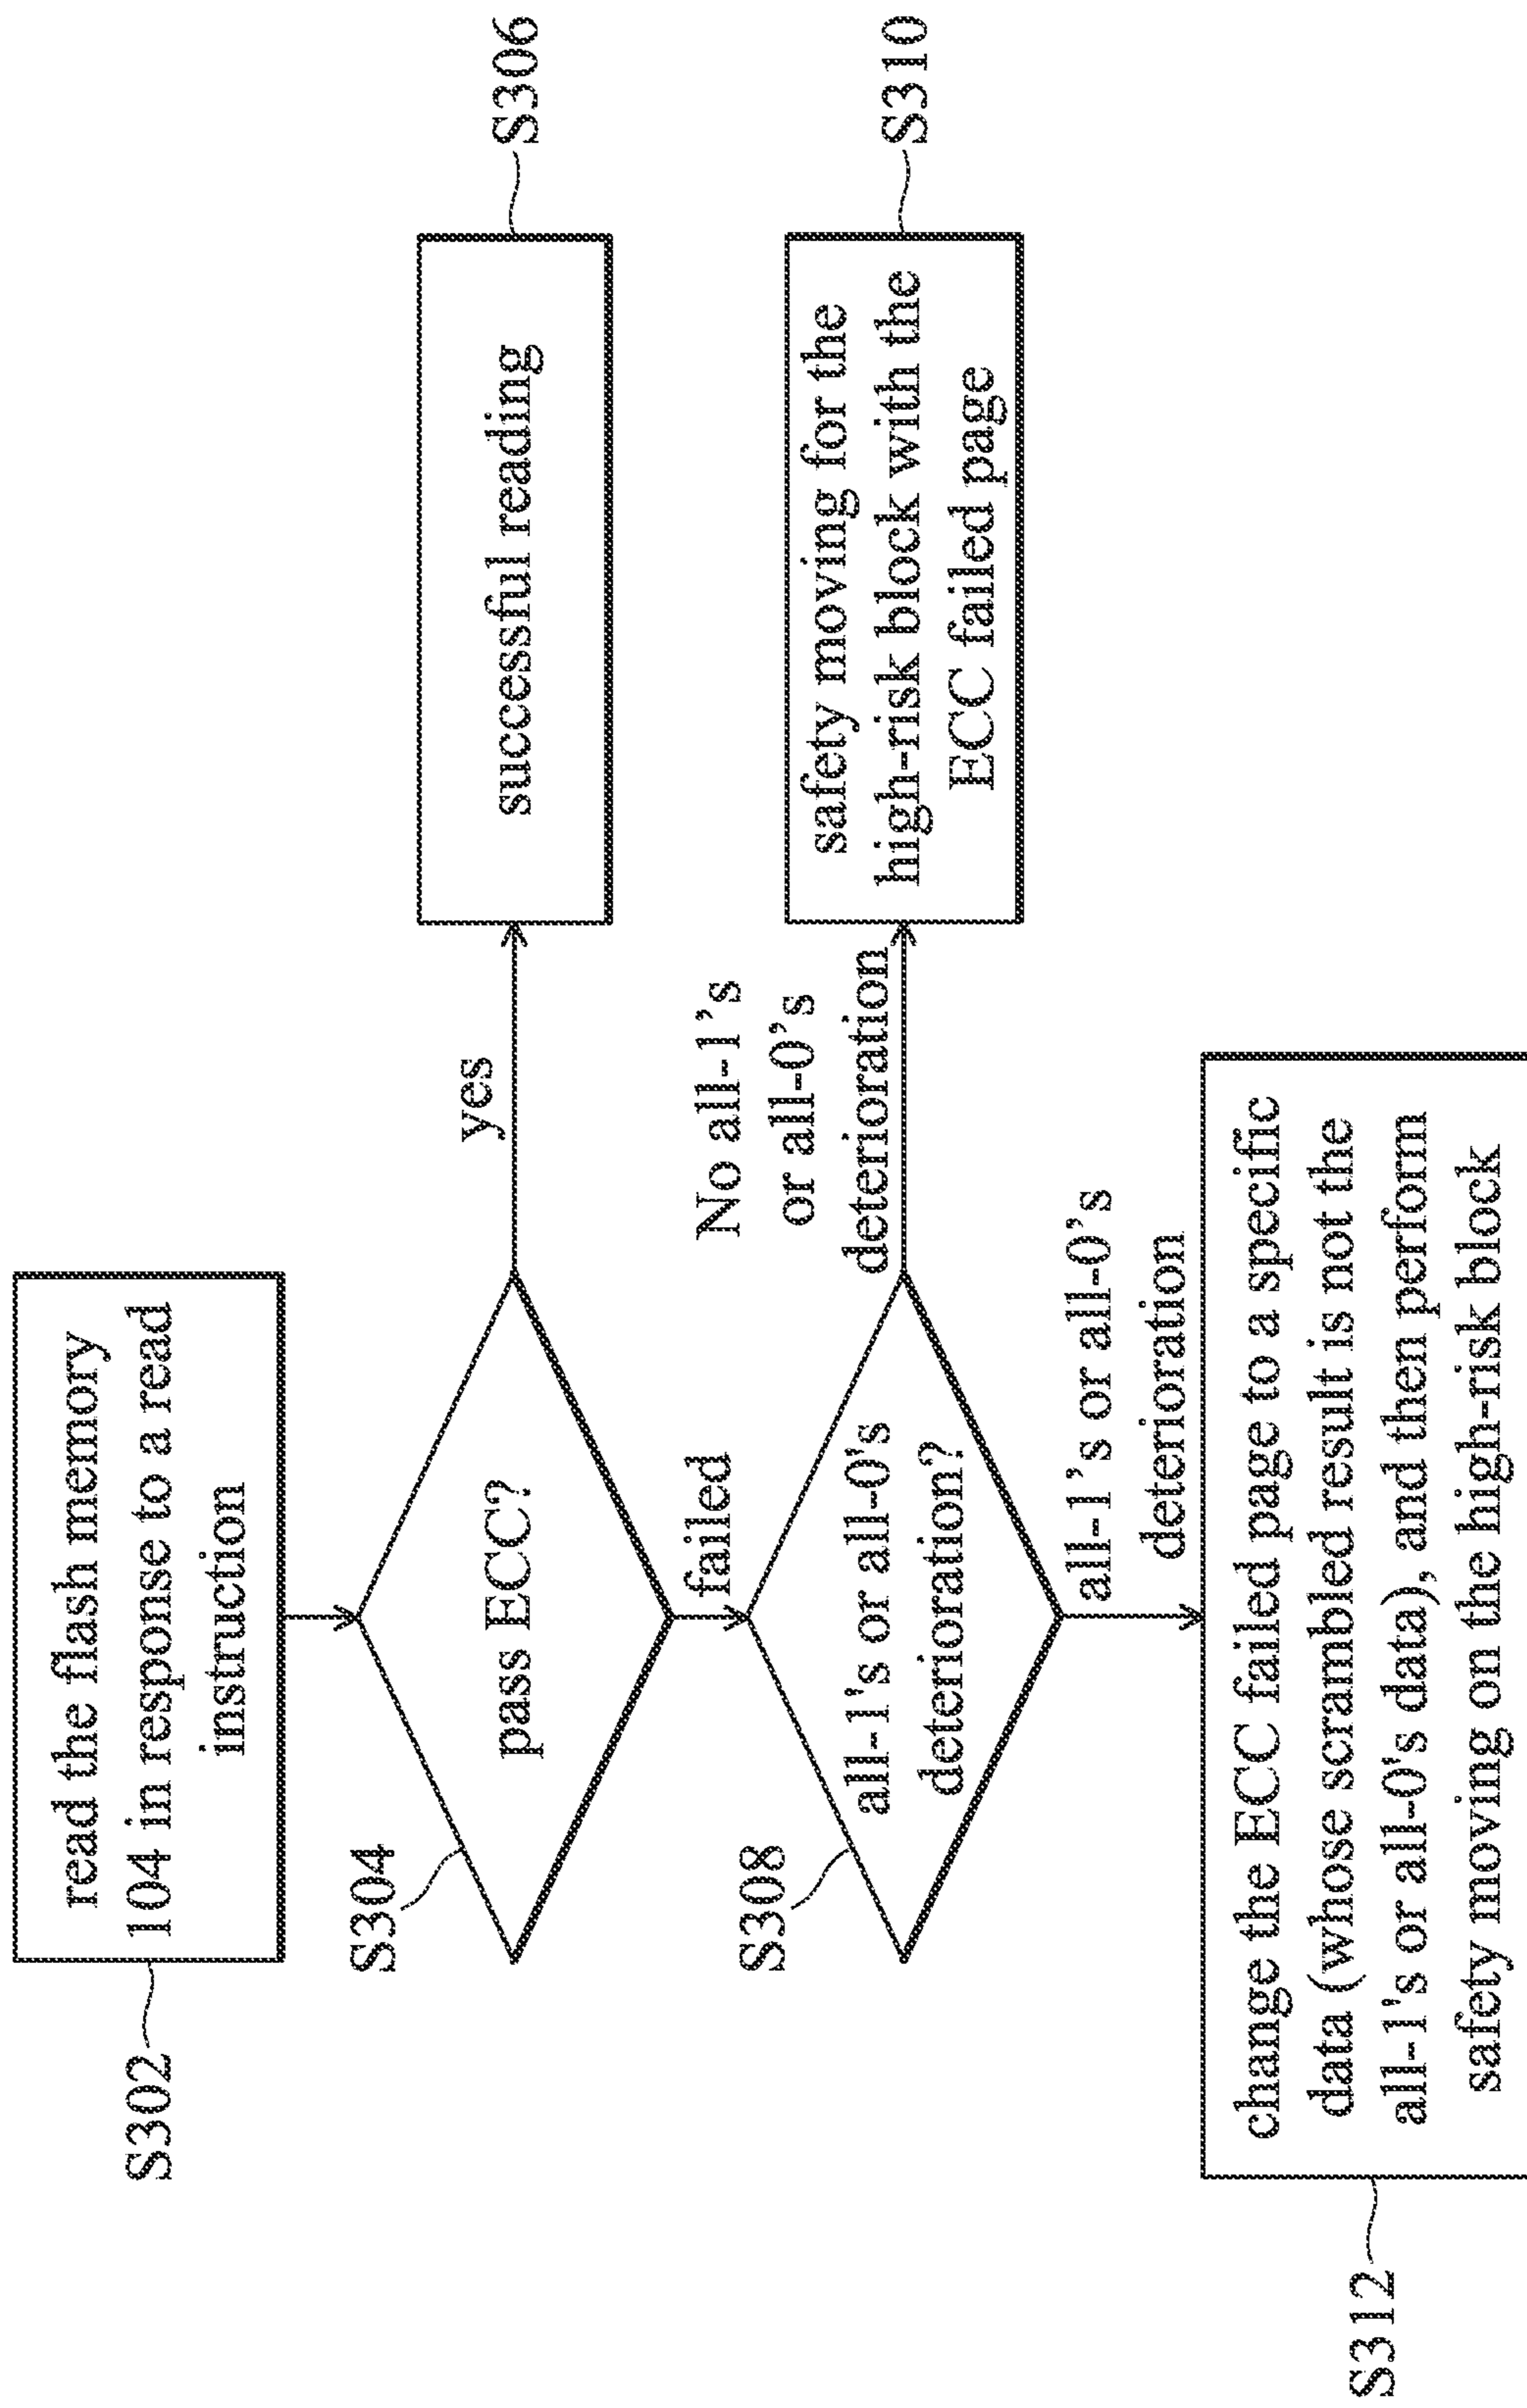 S302
read the flash memory
104 in response to a read
instruction
S304
pass ECC?
yes
successful reading
S306
failed
S308
all-1's or all-0's
deterioration?
No all-1's
or all-0's
deterioration
safety moving for the
high-risk block with the
ECC failed page
S310
all-1's or all-0's
deterioration
S312
change the ECC failed page to a specific
data (whose scrambled result is not the
all-1's or all-0's data), and then perform
safety moving on the high-risk block